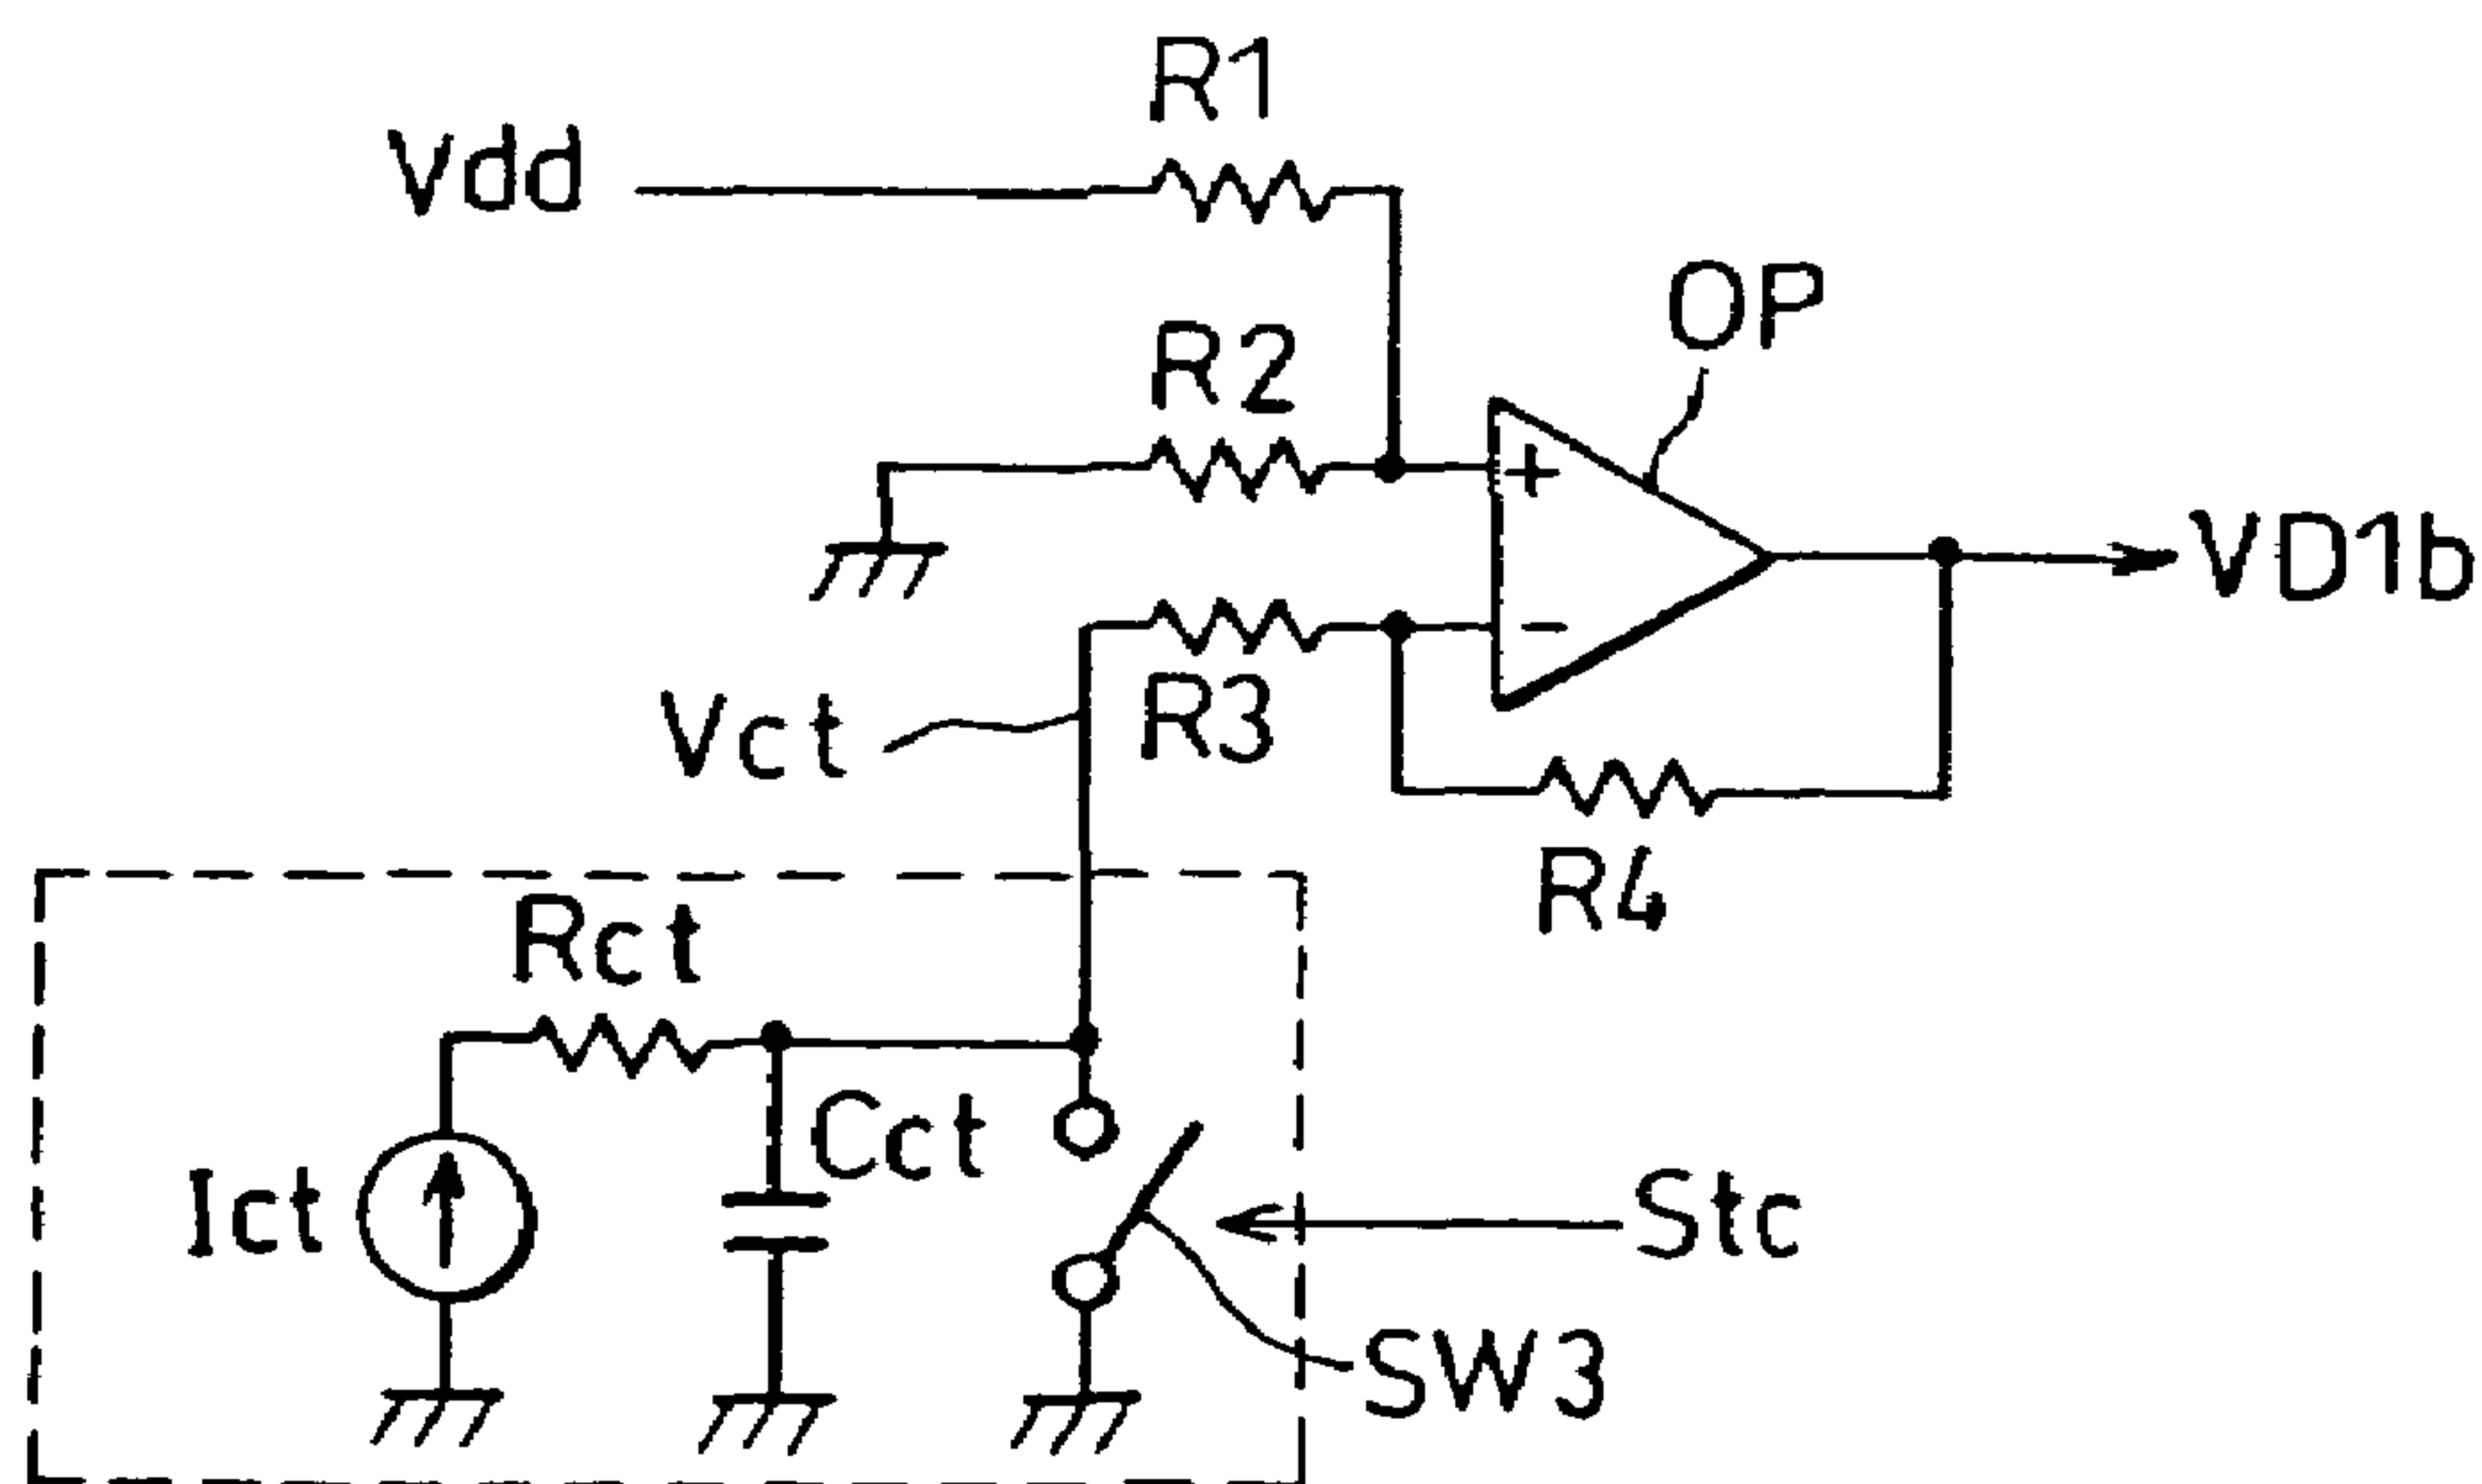 R1
Vdd
OP
R2
+
VD1b
-
Vct
R3
R4
Rct
Cct
Ict
Stc
SW3